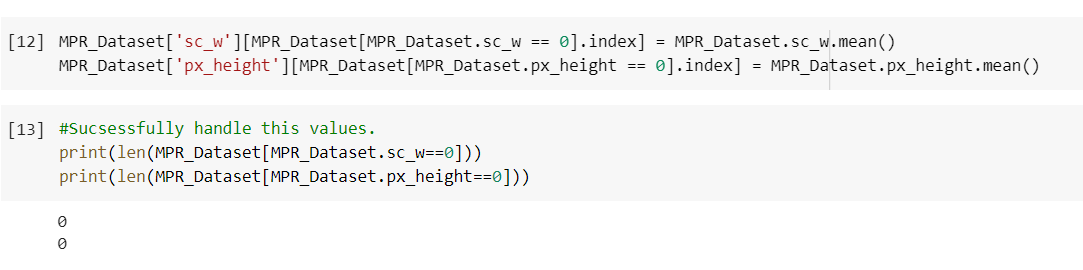 [12] MPR_Dataset['sc_w'][MPR_Dataset[MPR_Dataset.sc_w == 0].index] = MPR_Dataset.sc_w.mean()
MPR_Dataset['px_height'][MPR_Dataset[MPR_Dataset.px_height == 0].index] = MPR_Dataset.px_height.mean()
[13] #Sucsessfully handle this values.
print(len(MPR_Dataset[MPR_Dataset.sc_w==0]))
print(len(MPR_Dataset[MPR_Dataset.px_height==0]))
0
0